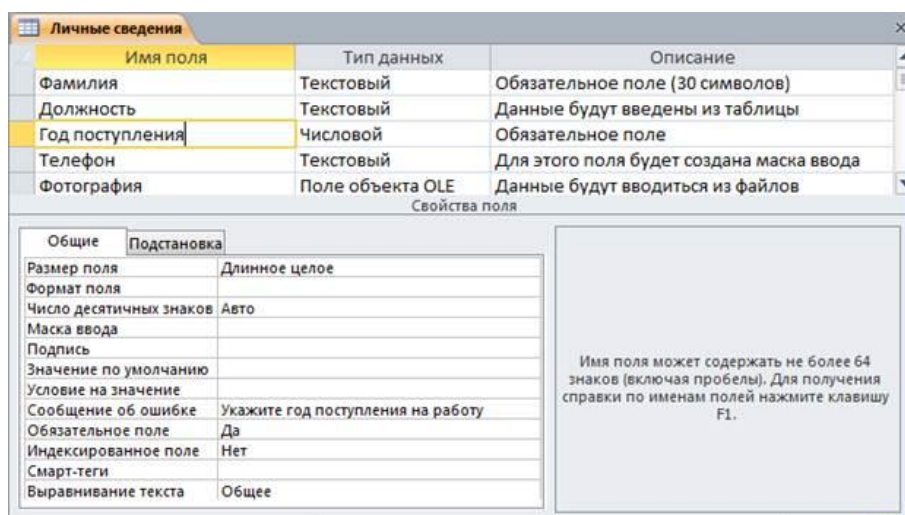 Личные сведения
Имя поля Тип данных Описание
Фамилия Текстовый Обязательное поле (30 символов)
Должность Текстовый Данные будут введены из таблицы
Год поступления Числовой Обязательное поле
Телефон Текстовый Для этого поля будет создана маска ввода
Фотография Поле объекта OLE Данные будут вводиться из файлов
Свойства поля
Общие Подстановка
Размер поля Длинное целое
Формат поля
Число десятичных знаков Авто
Маска ввода
Подпись
Значение по умолчанию
Условие на значение
Сообщение об ошибке Укажите год поступления на работу
Обязательное поле Да
Индексированное поле Нет
Смарт-теги
Выравнивание текста Общее
Имя поля может содержать не более 64
знаков (включая пробелы). Для получения
справки по именам полей нажмите клавишу
F1.